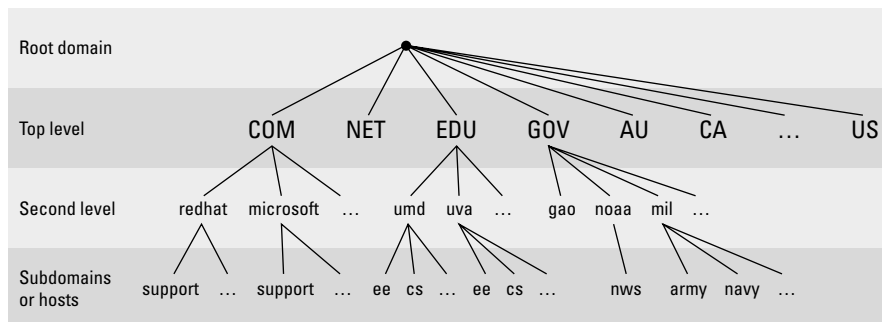 Root domain
Top level COM NET EDU GOV AU CA ... US
Second level redhat microsoft ... umd uva ... gao noaa mil ...
Subdomains
or hosts support ... support ... ee cs ... ee cs ... nws army navy ...